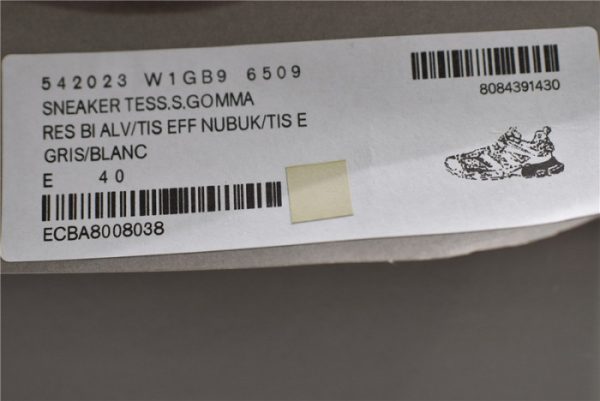 542023 W1GB9 6509
SNEAKER TESS.S.GOMMA
RES BI ALV/TIS EFF NUBUK/TIS E
GRIS/BLANC
E 40
ECBA8008038
8084391430